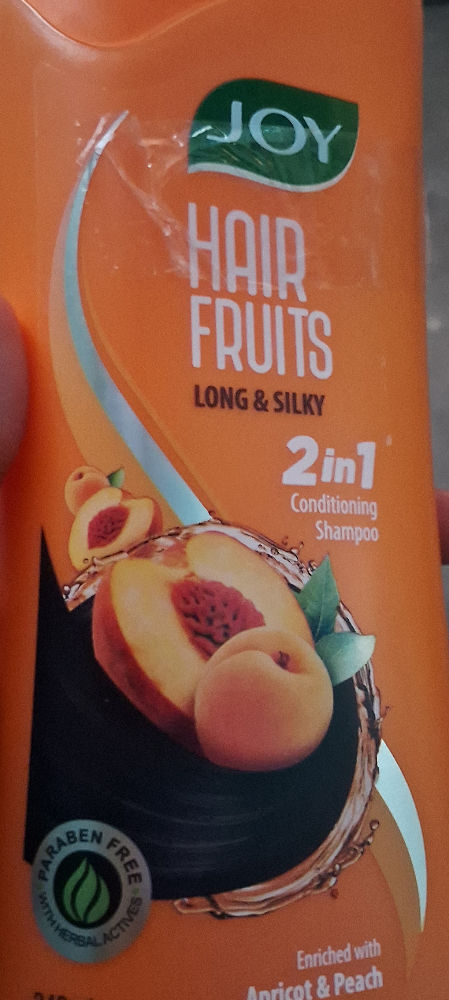 JOY
HAIR
FRUITS
LONG & SILKY
2in1
Conditioning
Shampoo
PARABEN FREE
WITH HERBAL ACTIVES
Enriched with
Apricot & Peach